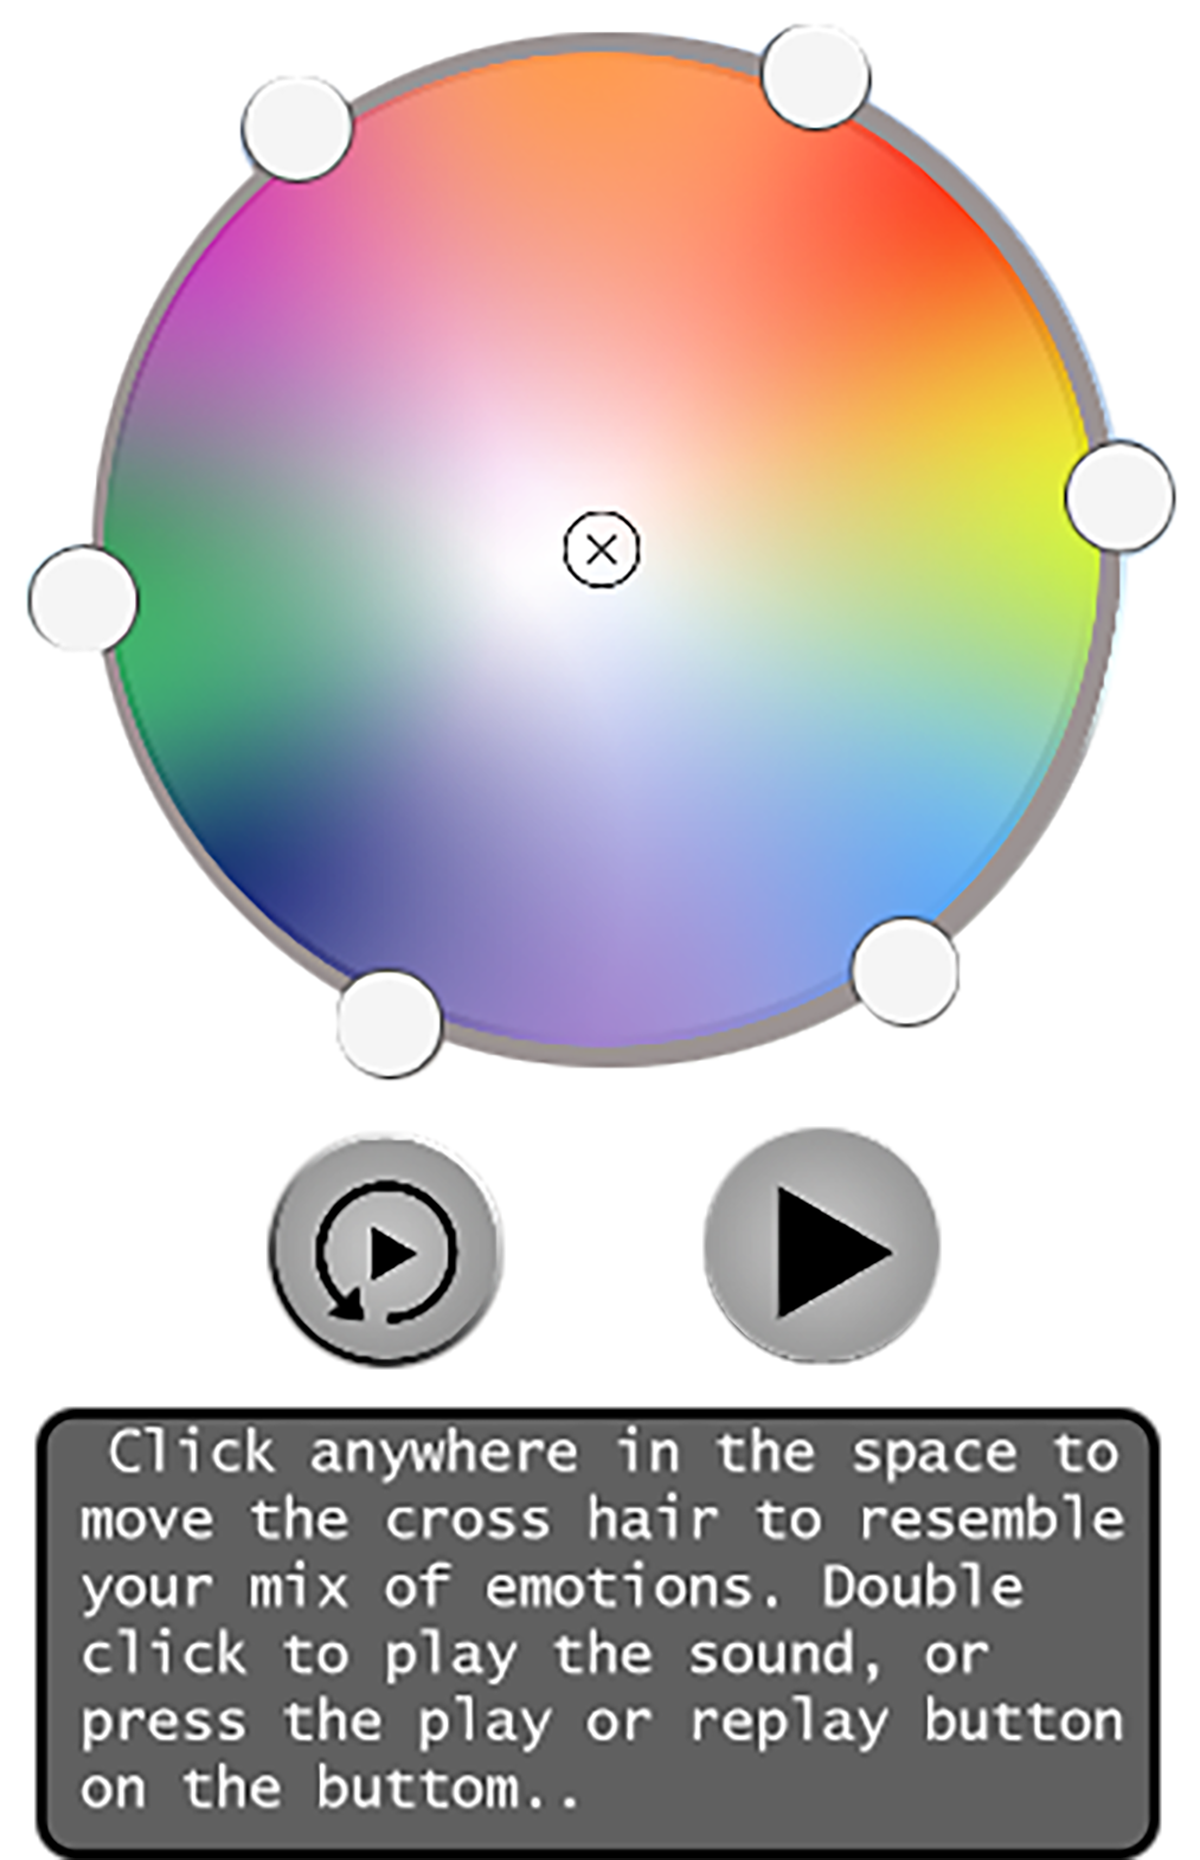 Click anywhere in the space to
move the cross hair to resemble
your mix of emotions. Double
click to play the sound, or
press the play or replay button
on the buttom..